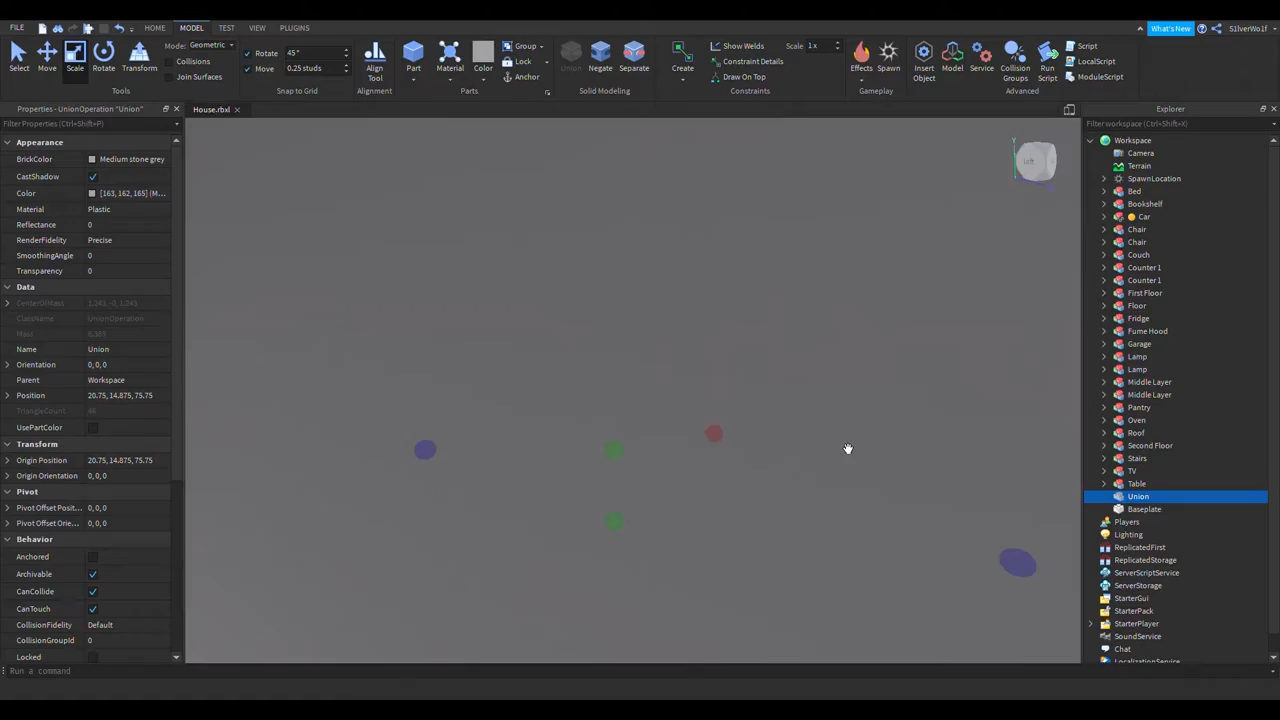 FILE HOME MODEL TEST VIEW PLUGINS What's New S1lverWo1f
Select Move Scale Rotate Transform
Mode: Geometric
Collisions
Join Surfaces
Rotate 45°
Move 0.25 studs
Snap to Grid
Align Tool
Alignment
Part Material Color
Group
Lock
Anchor
Parts
Union Negate Separate
Solid Modeling
Create
Show Welds Scale 1x
Constraint Details
Draw On Top
Constraints
Effects Spawn
Gameplay
Insert Object Model Service Collision Groups Run Script
Script
LocalScript
ModuleScript
Advanced
Properties - UnionOperation "Union"
Filter Properties (Ctrl+Shift+P)
Appearance
BrickColor Medium stone grey
CastShadow
Color [163, 162, 165] (M...
Material Plastic
Reflectance 0
RenderFidelity Precise
SmoothingAngle 0
Transparency 0
Data
CenterOfMass 1.243, -0, 1.243
ClassName UnionOperation
Mass
Name Union
Orientation 0, 0, 0
Parent Workspace
Position 20.75, 14.875, 75.75
TriangleCount
UsePartColor
Transform
Origin Position 20.75, 14.875, 75.75
Origin Orientation 0, 0, 0
Pivot
Pivot Offset Posit... 0, 0, 0
Pivot Offset Orie... 0, 0, 0
Behavior
Anchored
Archivable
CanCollide
CanTouch
CollisionFidelity Default
CollisionGroupId 0
Locked
House.rbxl
Y
Left
Explorer
Filter workspace (Ctrl+Shift+X)
Workspace
Camera
Terrain
SpawnLocation
Bed
Bookshelf
Car
Chair
Chair
Couch
Counter 1
Counter 1
First Floor
Floor
Fridge
Fume Hood
Garage
Lamp
Lamp
Middle Layer
Middle Layer
Pantry
Oven
Roof
Second Floor
Stairs
TV
Table
Union
Baseplate
Players
Lighting
ReplicatedFirst
ReplicatedStorage
ServerScriptService
ServerStorage
StarterGui
StarterPack
StarterPlayer
SoundService
Chat
LocalizationService
Run a command